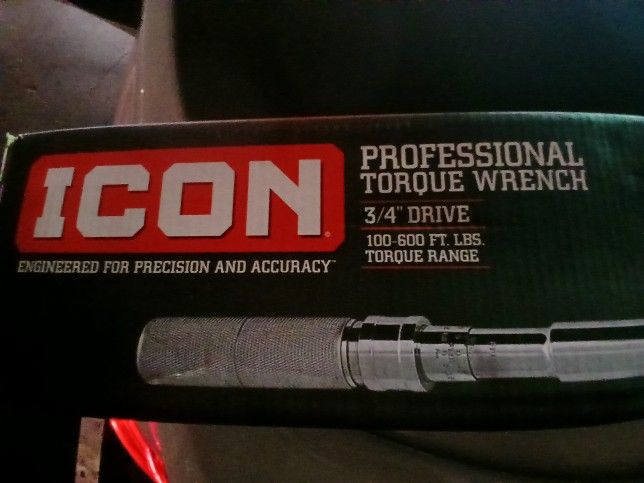 ICON
ENGINEERED FOR PRECISION AND ACCURACY™
PROFESSIONAL
TORQUE WRENCH
3/4" DRIVE
100-600 FT. LBS.
TORQUE RANGE